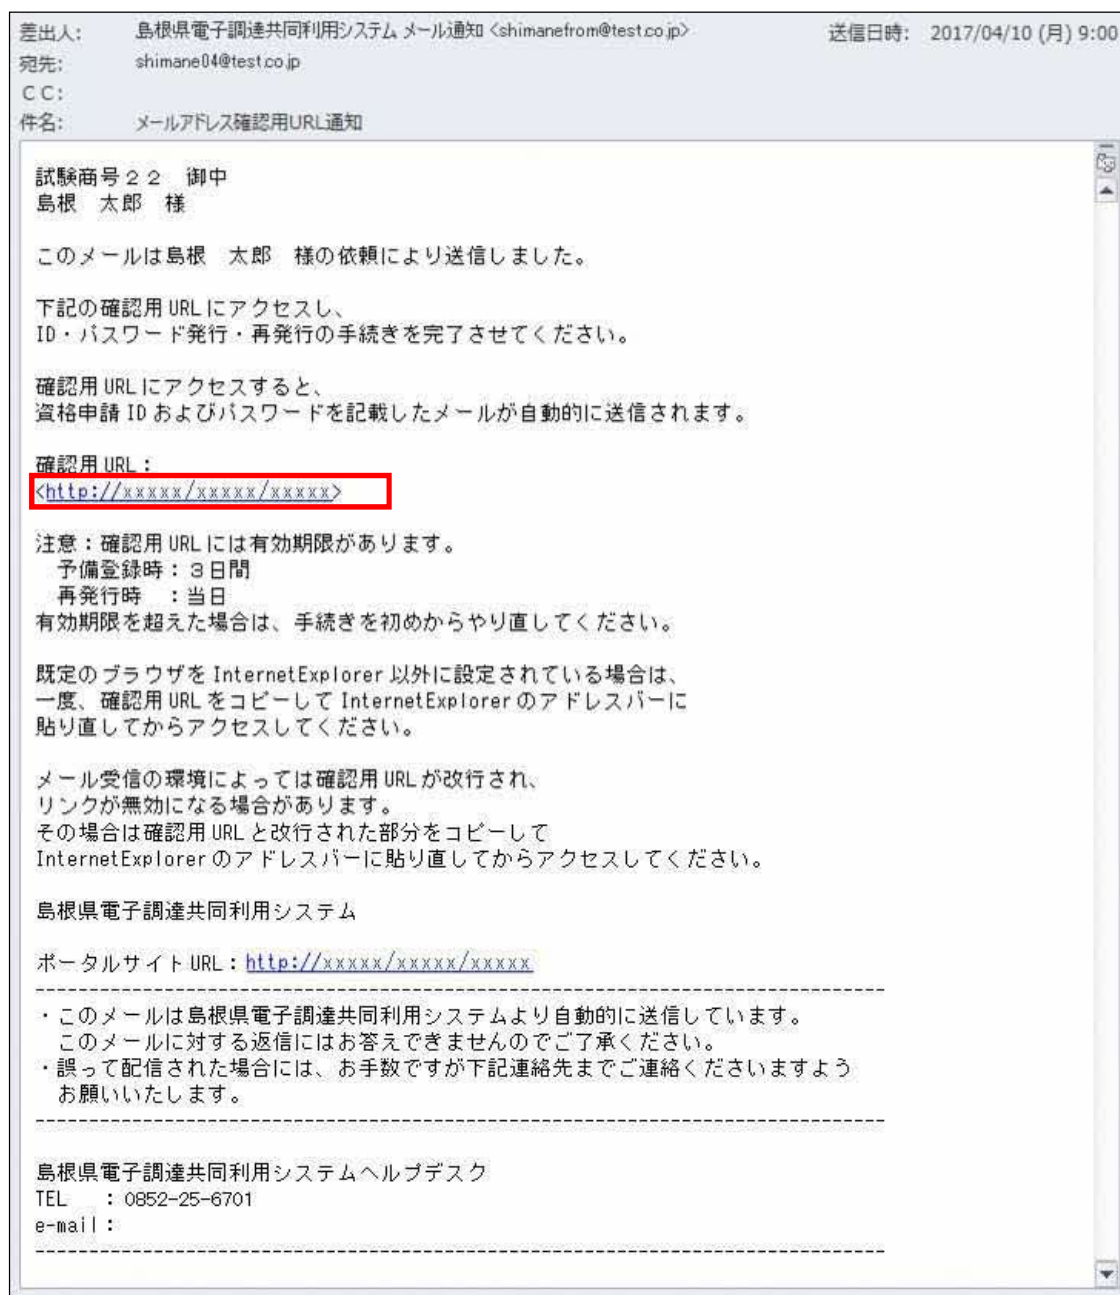 差出人: 島根県電子調達共同利用システム メール通知 <shimanefrom@test.co.jp> 送信日時: 2017/04/10 (月) 9:00
宛先: shimane04@test.co.jp
CC:
件名: メールアドレス確認用URL通知
試験商号２２　御中
島根　太郎　様
このメールは島根　太郎　様の依頼により送信しました。
下記の確認用URLにアクセスし、
ID・パスワード発行・再発行の手続きを完了させてください。
確認用URLにアクセスすると、
資格申請IDおよびパスワードを記載したメールが自動的に送信されます。
確認用URL：
<http://xxxxx/xxxxx/xxxxx>
注意：確認用URLには有効期限があります。
予備登録時：３日間
再発行時　：当日
有効期限を超えた場合は、手続きを初めからやり直してください。
既定のブラウザをInternetExplorer以外に設定されている場合は、
一度、確認用URLをコピーしてInternetExplorerのアドレスバーに
貼り直してからアクセスしてください。
メール受信の環境によっては確認用URLが改行され、
リンクが無効になる場合があります。
その場合は確認用URLと改行された部分をコピーして
InternetExplorerのアドレスバーに貼り直してからアクセスしてください。
島根県電子調達共同利用システム
ポータルサイトURL：http://xxxxx/xxxxx/xxxxx
--------------------------------------------------------------------------------
・このメールは島根県電子調達共同利用システムより自動的に送信しています。
このメールに対する返信にはお答えできませんのでご了承ください。
・誤って配信された場合には、お手数ですが下記連絡先までご連絡くださいますよう
お願いいたします。
--------------------------------------------------------------------------------
島根県電子調達共同利用システムヘルプデスク
TEL　：0852-25-6701
e-mail：
--------------------------------------------------------------------------------